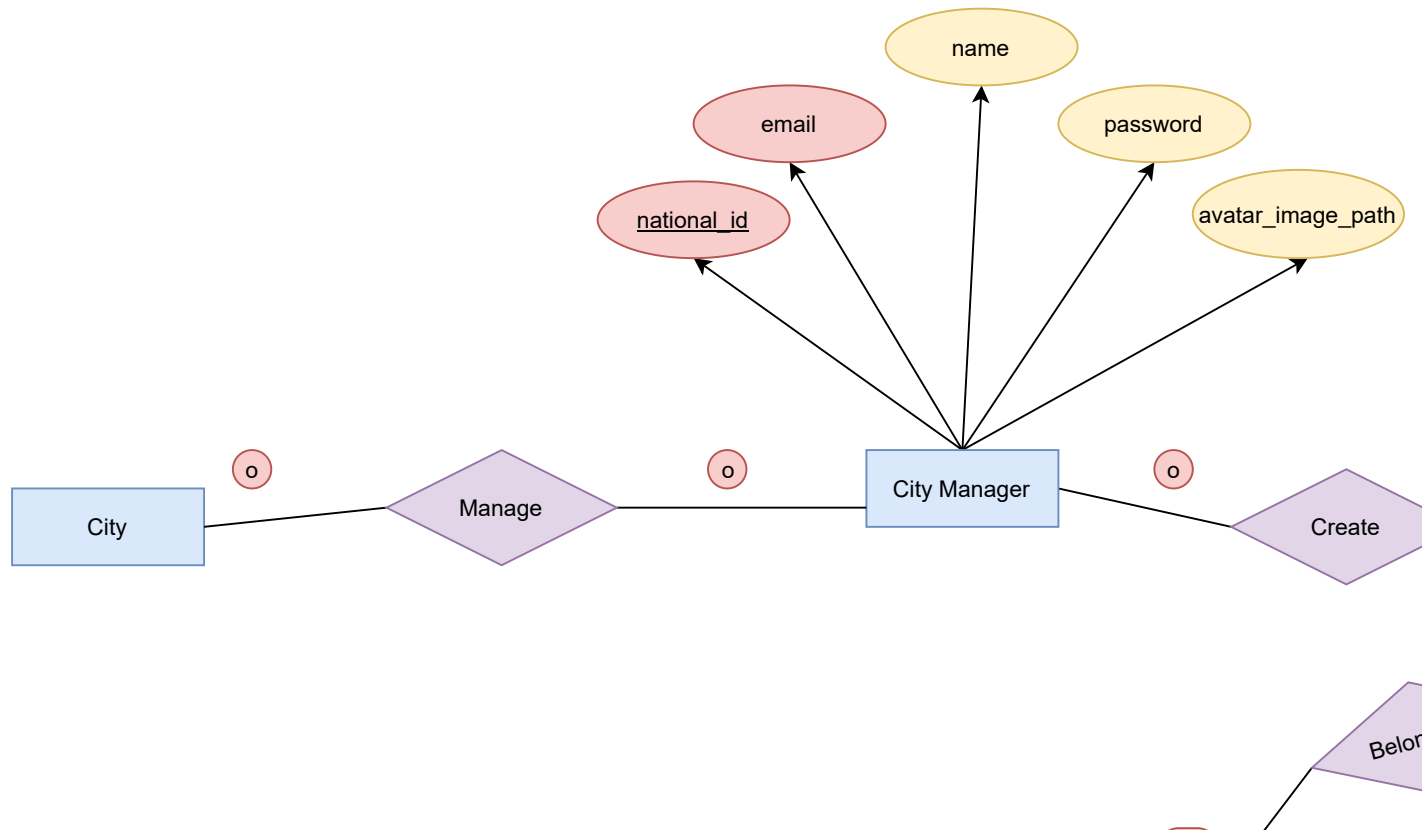 name
email
password
national_id
avatar_image_path
o
o
o
City
Manage
City Manager
Create